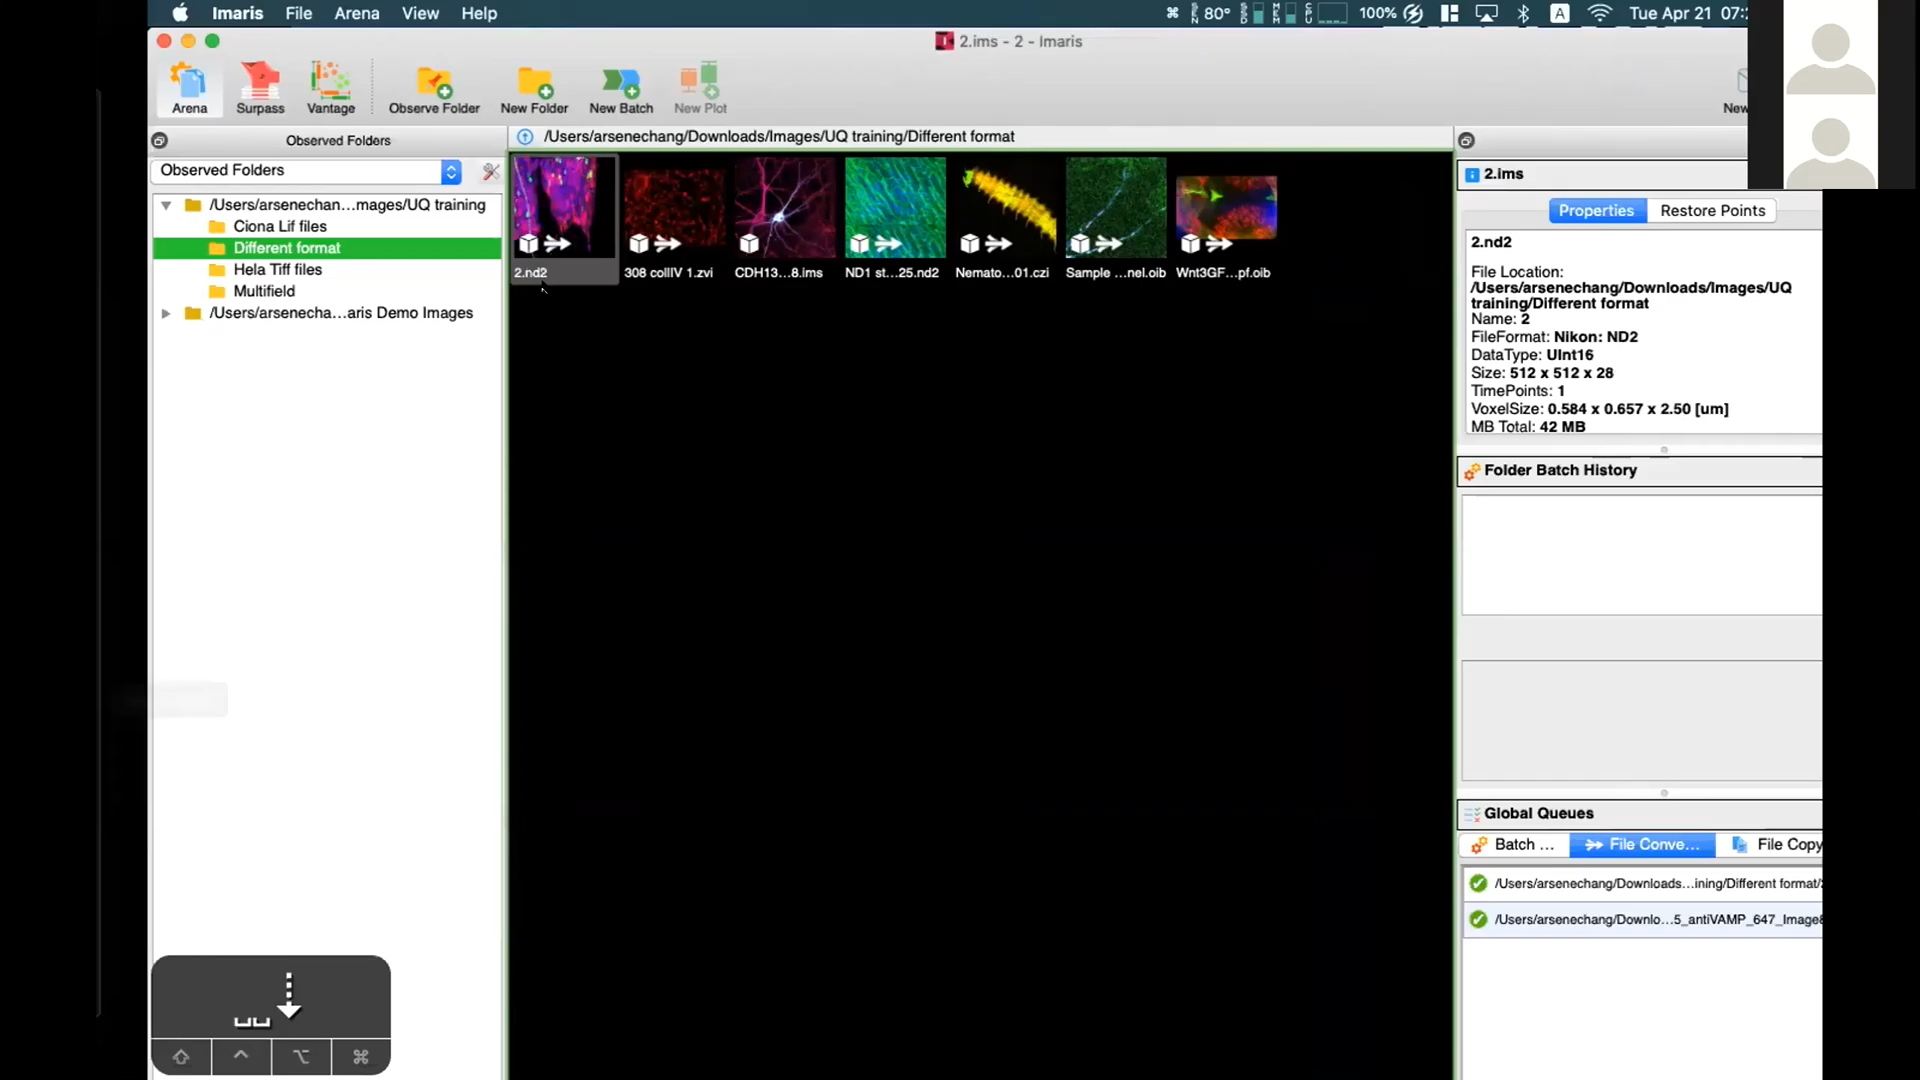 Imaris File Arena View Help
80° 100% A Tue Apr 21 07:
2.ims - 2 - Imaris
Arena Surpass Vantage Observe Folder New Folder New Batch New Plot New
Observed Folders
/Users/arsenechang/Downloads/Images/UQ training/Different format
Observed Folders
/Users/arsenechan...mages/UQ training
Ciona Lif files
Different format
Hela Tiff files
Multifield
/Users/arsenecha...aris Demo Images
2.nd2 308 collIV 1.zvi CDH13...8.ims ND1 st...25.nd2 Nemato...01.czi Sample ...nel.oib Wnt3GF...pf.oib
2.ims
Properties Restore Points
2.nd2
File Location:
/Users/arsenechang/Downloads/Images/UQ
training/Different format
Name: 2
FileFormat: Nikon: ND2
DataType: UInt16
Size: 512 x 512 x 28
TimePoints: 1
VoxelSize: 0.584 x 0.657 x 2.50 [um]
MB Total: 42 MB
Folder Batch History
Global Queues
Batch ... File Conve... File Copy
/Users/arsenechang/Downloads...ining/Different format/
/Users/arsenechang/Downlo...5_antiVAMP_647_Image